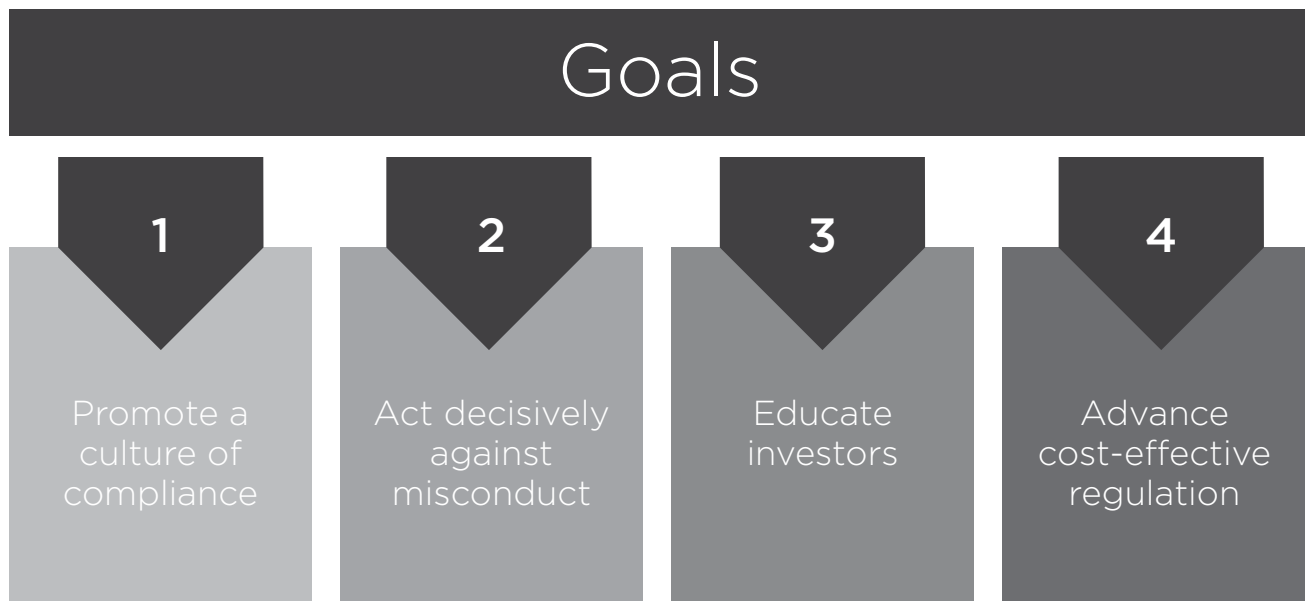 Goals
1
2
3
4
Promote a
culture of
compliance
Act decisively
against
misconduct
Educate
investors
Advance
cost-effective
regulation